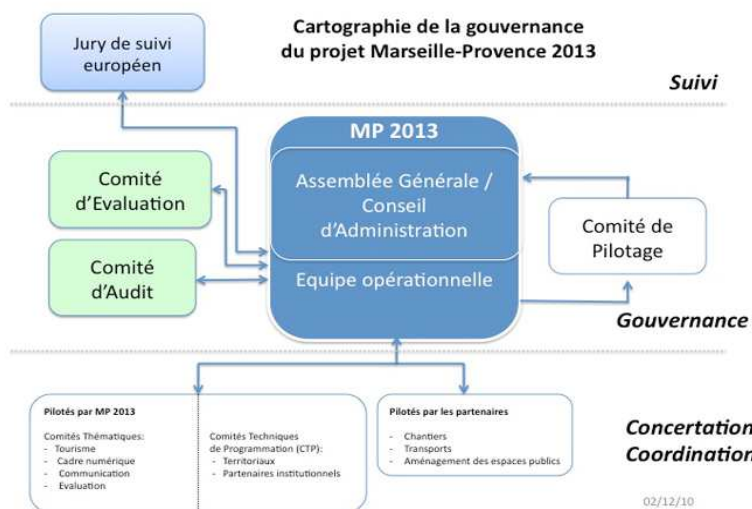 Cartographie de la gouvernance
du projet Marseille-Provence 2013
Jury de suivi
européen
Suivi
MP 2013
Assemblée Générale /
Conseil
d'Administration
Equipe opérationnelle
Comité
d'Evaluation
Comité
d'Audit
Comité de
Pilotage
Gouvernance
Pilotés par MP 2013
Comités Thématiques:
- Tourisme
- Cadre numérique
- Communication
- Evaluation
Comités Techniques
de Programmation (CTP):
- Territoriaux
- Partenaires institutionnels
Pilotés par les partenaires
- Chantiers
- Transports
- Aménagement des espaces publics
Concertation
Coordination
02/12/10